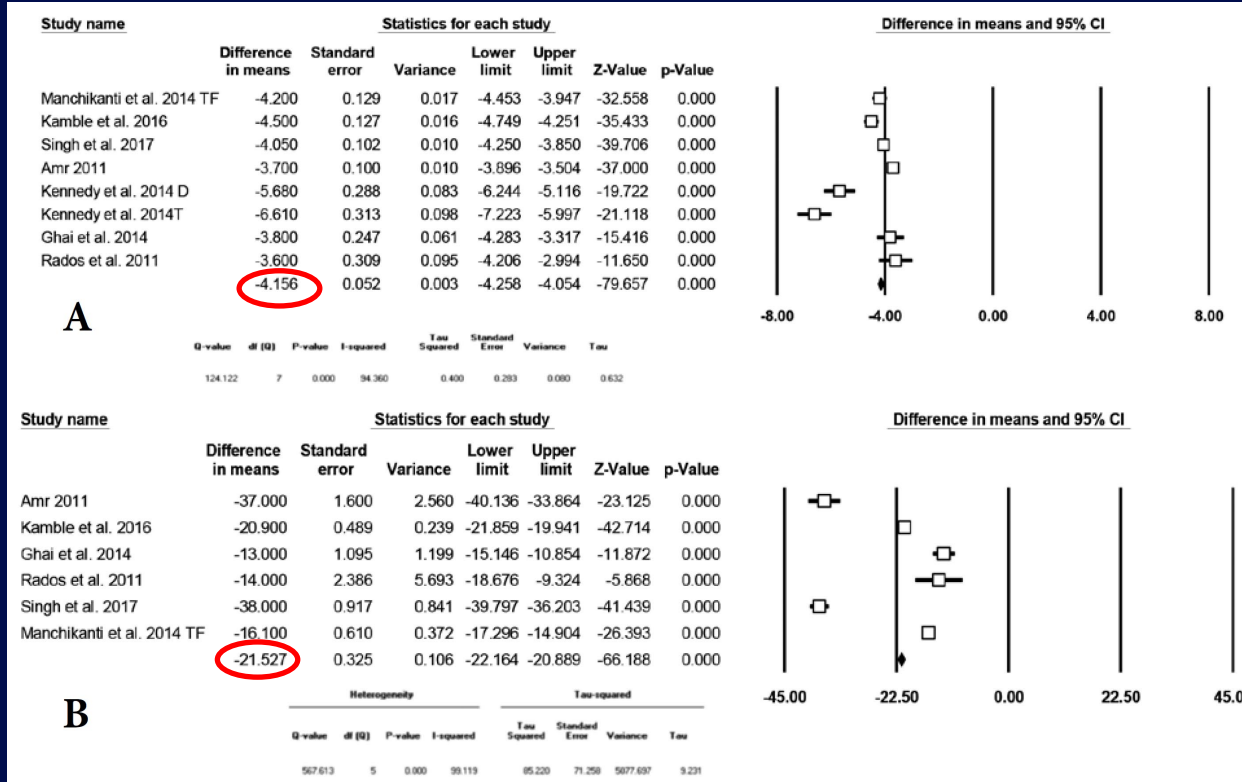 Study name Statistics for each study Difference in means and 95% CI
Difference in means Standard error Variance Lower limit Upper limit Z-Value p-Value
Manchikanti et al. 2014 TF -4.200 0.129 0.017 -4.453 -3.947 -32.558 0.000
Kamble et al. 2016 -4.500 0.127 0.016 -4.749 -4.251 -35.433 0.000
Singh et al. 2017 -4.050 0.102 0.010 -4.250 -3.850 -39.706 0.000
Amr 2011 -3.700 0.100 0.010 -3.896 -3.504 -37.000 0.000
Kennedy et al. 2014 D -5.680 0.288 0.083 -6.244 -5.116 -19.722 0.000
Kennedy et al. 2014T -6.610 0.313 0.098 -7.223 -5.997 -21.118 0.000
Ghai et al. 2014 -3.800 0.247 0.061 -4.283 -3.317 -15.416 0.000
Rados et al. 2011 -3.600 0.309 0.095 -4.206 -2.994 -11.650 0.000
-4.156 0.052 0.003 -4.258 -4.054 -79.657 0.000
A
-8.00 -4.00 0.00 4.00 8.00
Q-value df (Q) P-value I-squared Tau Squared Standard Error Variance Tau
124.122 7 0.000 94.360 0.400 0.283 0.080 0.632
Study name Statistics for each study Difference in means and 95% CI
Difference in means Standard error Variance Lower limit Upper limit Z-Value p-Value
Amr 2011 -37.000 1.600 2.560 -40.136 -33.864 -23.125 0.000
Kamble et al. 2016 -20.900 0.489 0.239 -21.859 -19.941 -42.714 0.000
Ghai et al. 2014 -13.000 1.095 1.199 -15.146 -10.854 -11.872 0.000
Rados et al. 2011 -14.000 2.386 5.693 -18.676 -9.324 -5.868 0.000
Singh et al. 2017 -38.000 0.917 0.841 -39.797 -36.203 -41.439 0.000
Manchikanti et al. 2014 TF -16.100 0.610 0.372 -17.296 -14.904 -26.393 0.000
-21.527 0.325 0.106 -22.164 -20.889 -66.188 0.000
-45.00 -22.50 0.00 22.50 45.0
B
Heterogeneity Tau-squared
Q-value df (Q) P-value I-squared Tau Squared Standard Error Variance Tau
567.613 5 0.000 99.119 85.220 71.258 5077.697 9.231